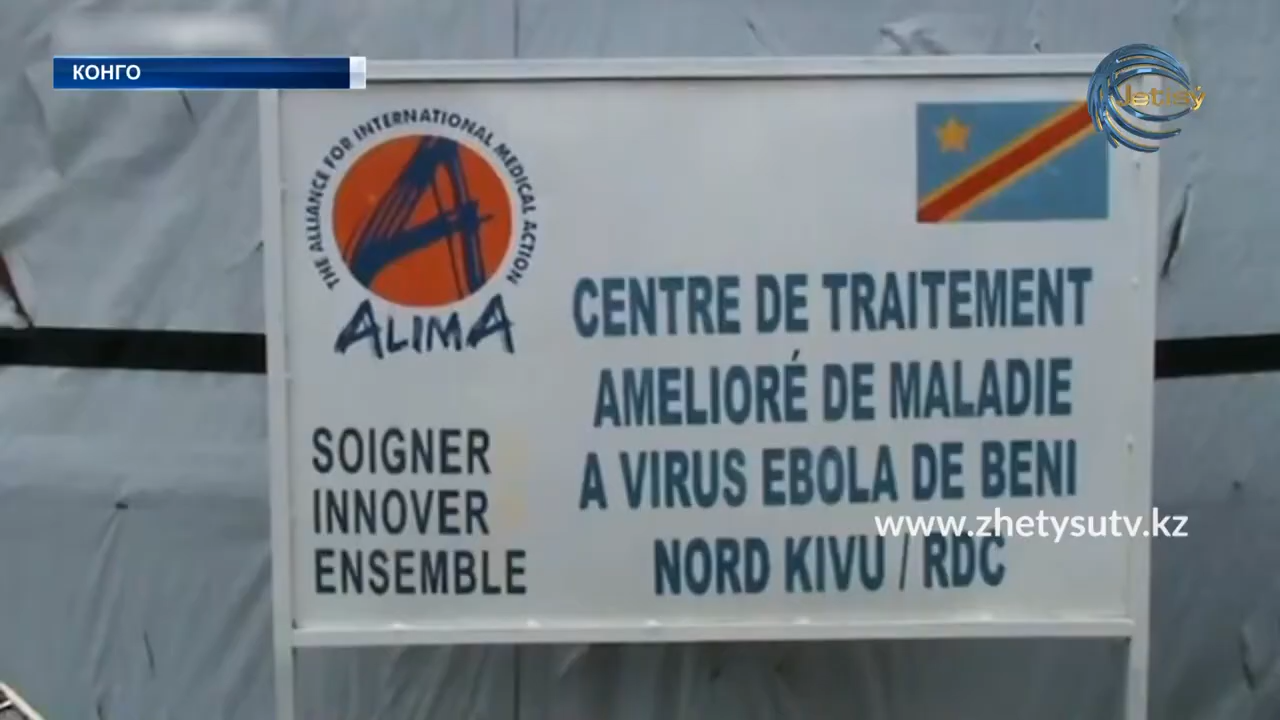 КОНГО
Jetisý
THE ALLIANCE FOR INTERNATIONAL MEDICAL ACTION
ALIMA
SOIGNER
INNOVER
ENSEMBLE
CENTRE DE TRAITEMENT
AMELIORÉ DE MALADIE
A VIRUS EBOLA DE BENI
NORD KIVU / RDC
www.zhetysutv.kz